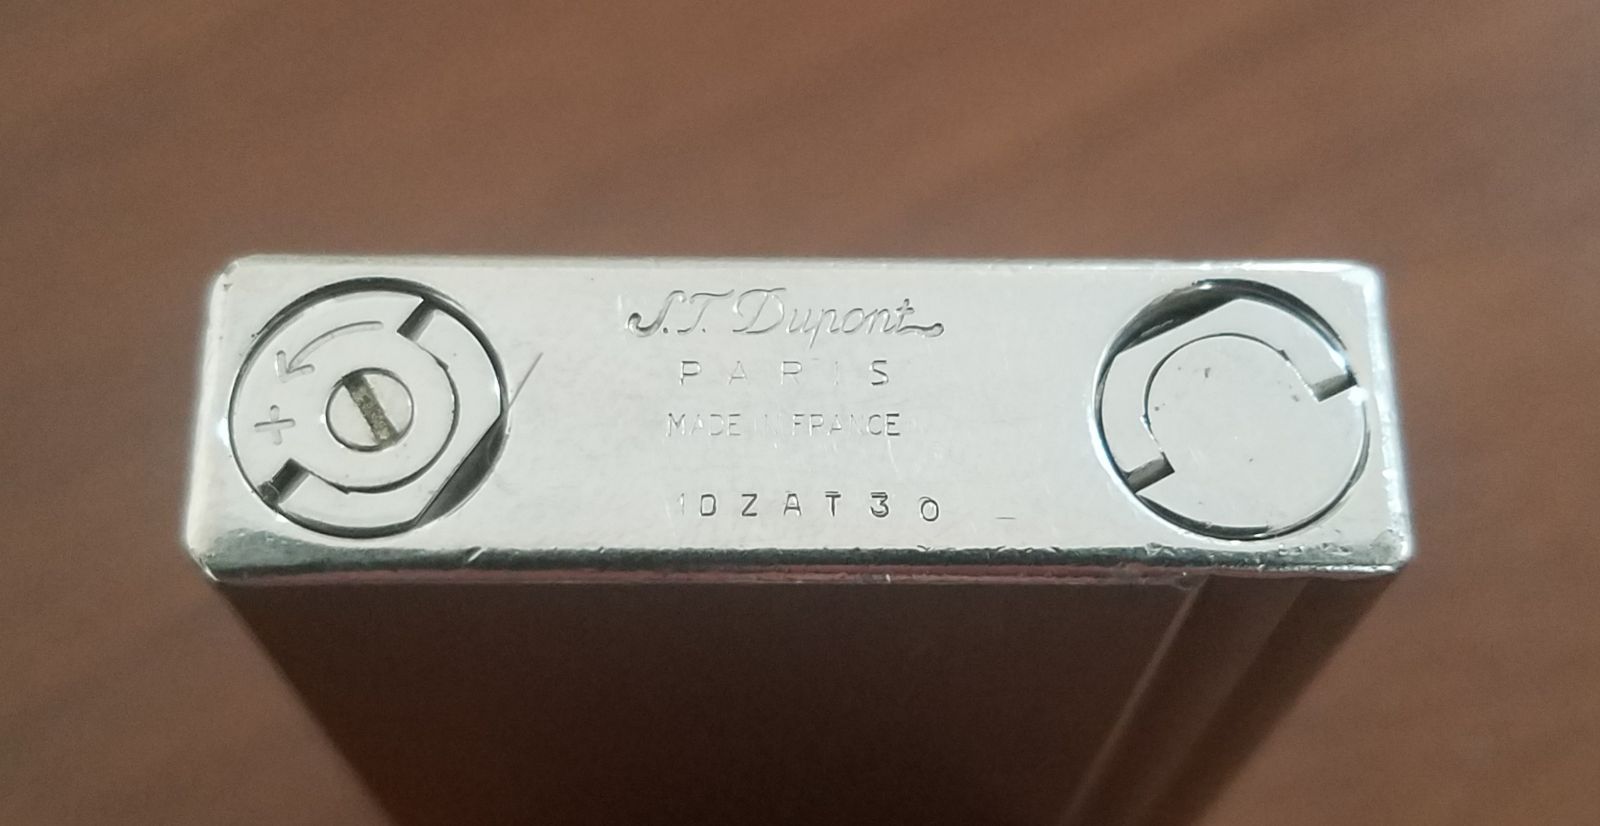 S.T. Dupont
PARIS
MADE IN FRANCE
1DZAT30
+